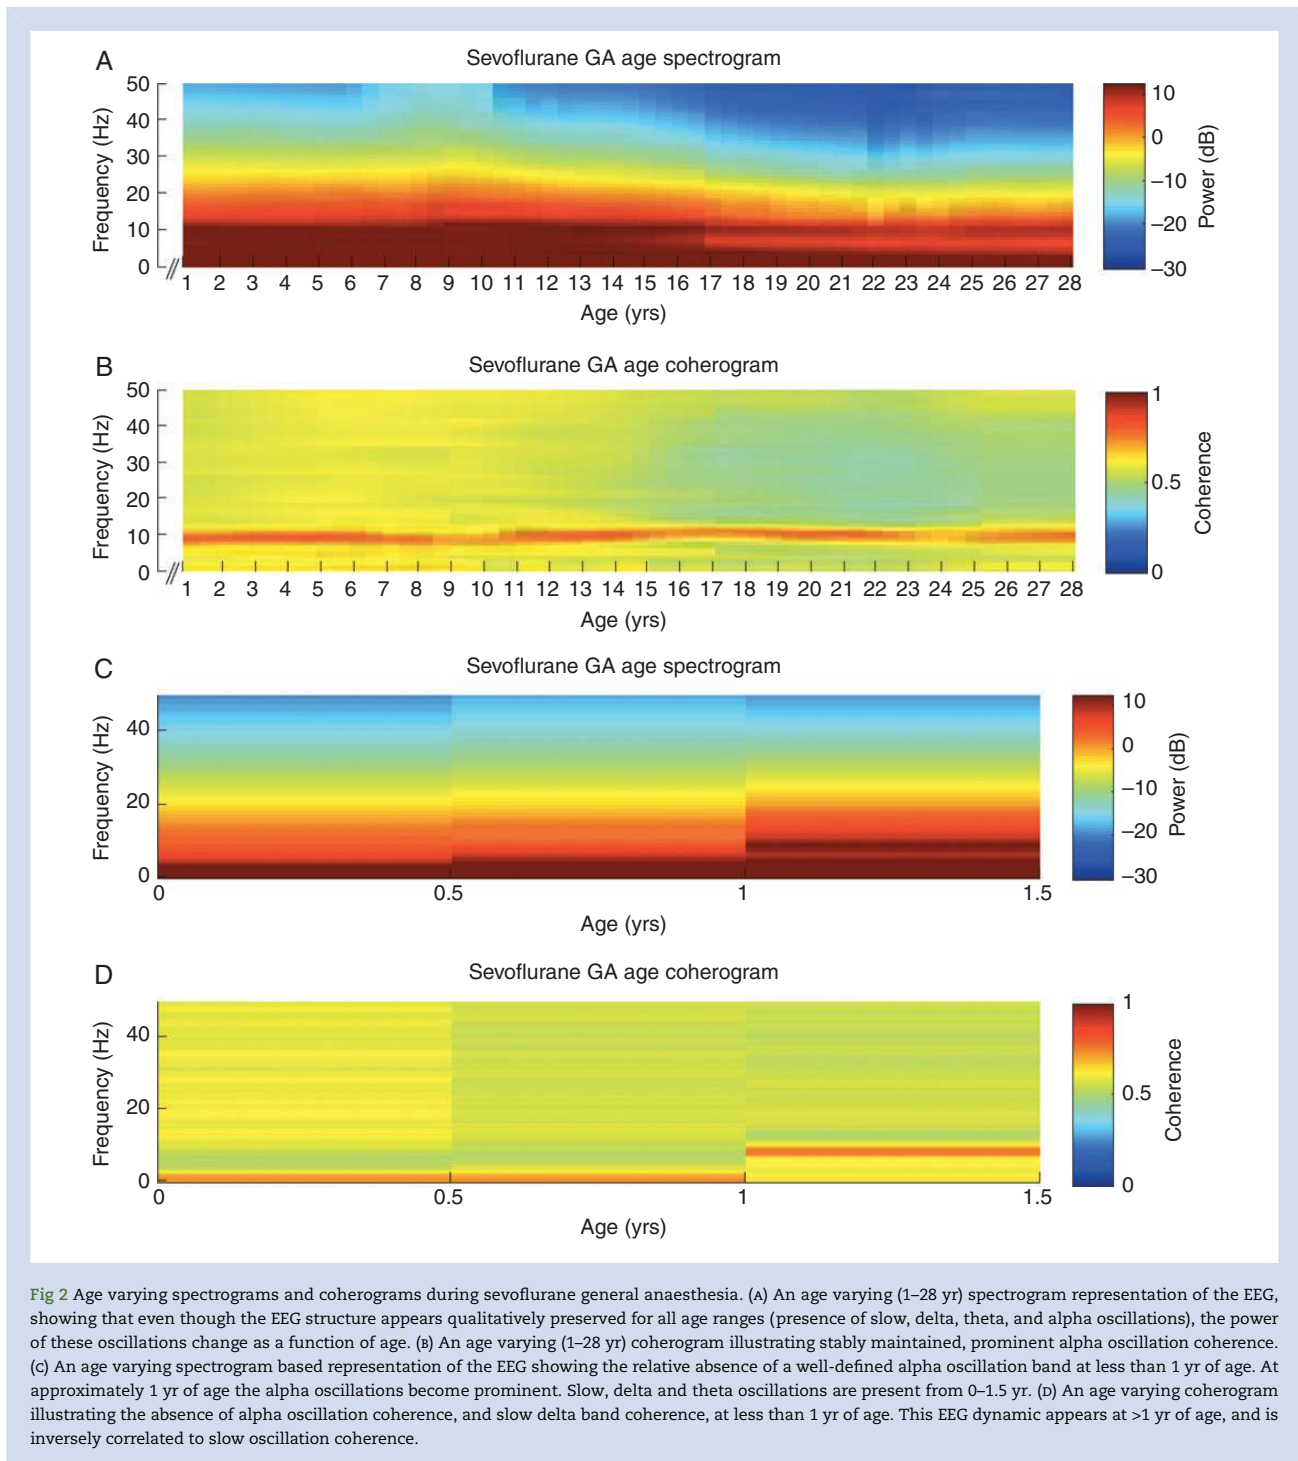 A
Sevoflurane GA age spectrogram
Frequency (Hz)
50
40
30
20
10
0
1 2 3 4 5 6 7 8 9 10 11 12 13 14 15 16 17 18 19 20 21 22 23 24 25 26 27 28
Age (yrs)
10
0
–10
–20
–30
Power (dB)
B
Sevoflurane GA age coherogram
Frequency (Hz)
50
40
30
20
10
0
1 2 3 4 5 6 7 8 9 10 11 12 13 14 15 16 17 18 19 20 21 22 23 24 25 26 27 28
Age (yrs)
1
0.5
0
Coherence
C
Sevoflurane GA age spectrogram
Frequency (Hz)
40
20
0
0 0.5 1 1.5
Age (yrs)
10
0
–10
–20
–30
Power (dB)
D
Sevoflurane GA age coherogram
Frequency (Hz)
40
20
0
0 0.5 1 1.5
Age (yrs)
1
0.5
0
Coherence
Fig 2 Age varying spectrograms and coherograms during sevoflurane general anaesthesia. (A) An age varying (1–28 yr) spectrogram representation of the EEG,
showing that even though the EEG structure appears qualitatively preserved for all age ranges (presence of slow, delta, theta, and alpha oscillations), the power
of these oscillations change as a function of age. (B) An age varying (1–28 yr) coherogram illustrating stably maintained, prominent alpha oscillation coherence.
(C) An age varying spectrogram based representation of the EEG showing the relative absence of a well-defined alpha oscillation band at less than 1 yr of age. At
approximately 1 yr of age the alpha oscillations become prominent. Slow, delta and theta oscillations are present from 0–1.5 yr. (D) An age varying coherogram
illustrating the absence of alpha oscillation coherence, and slow delta band coherence, at less than 1 yr of age. This EEG dynamic appears at >1 yr of age, and is
inversely correlated to slow oscillation coherence.